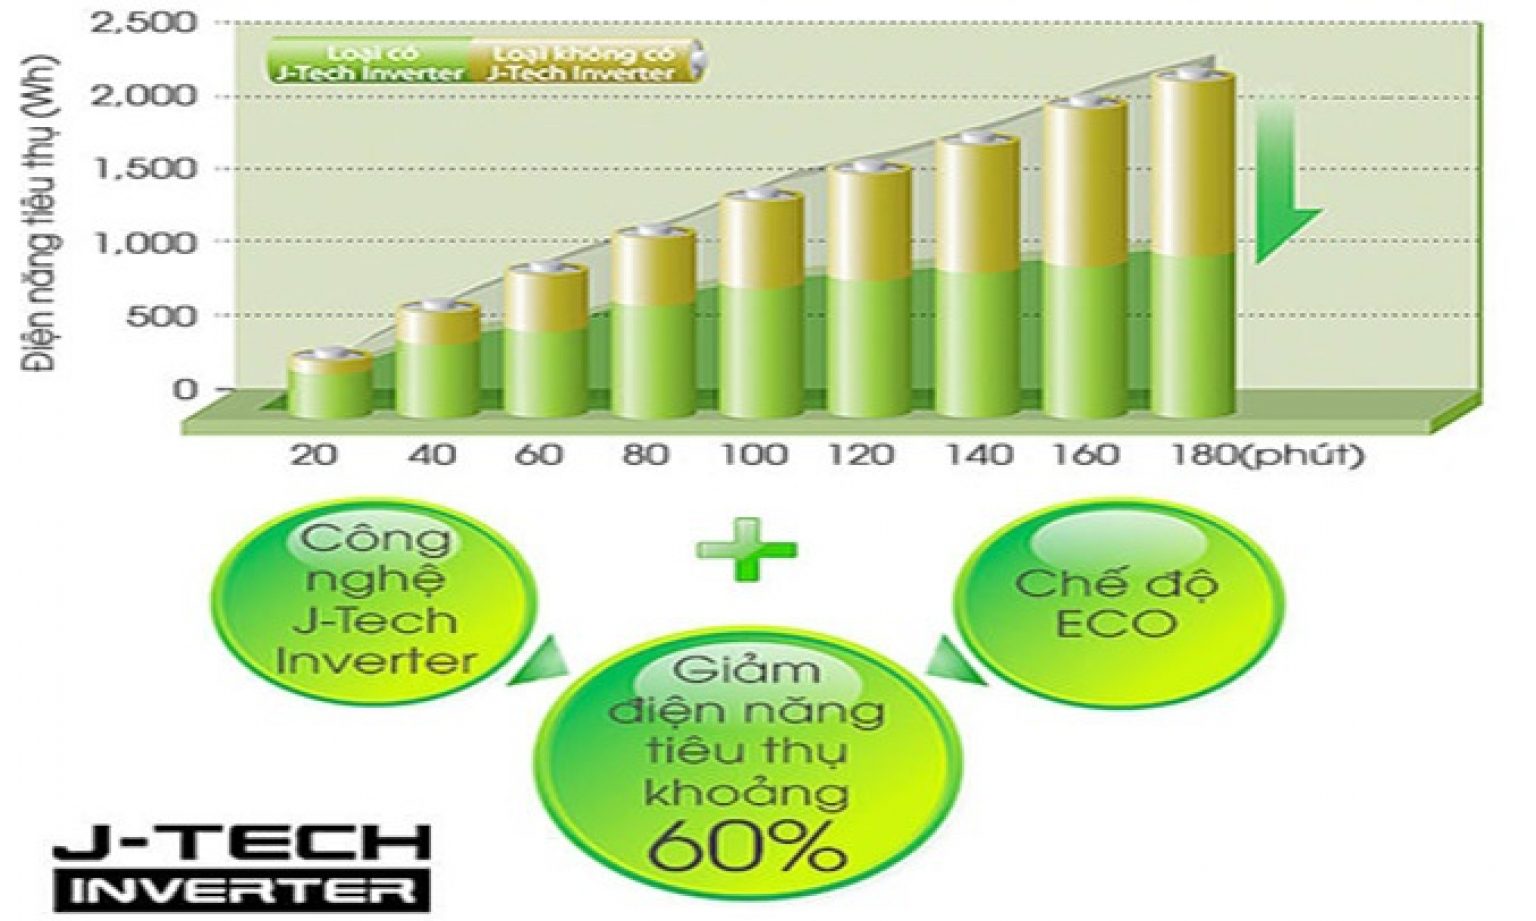 Điện năng tiêu thụ (Wh)
2,500
2.000
1,500
1.000
500
0
Loại có
J-Tech Inverter
Loại không có
J-Tech Inverter
20 40 60 80 100 120 140 160 180(phút)
Công
nghệ
J-Tech
Inverter
+
Chế độ
ECO
Giảm
điện năng
tiêu thụ
khoảng
60%
J-TECH
INVERTER